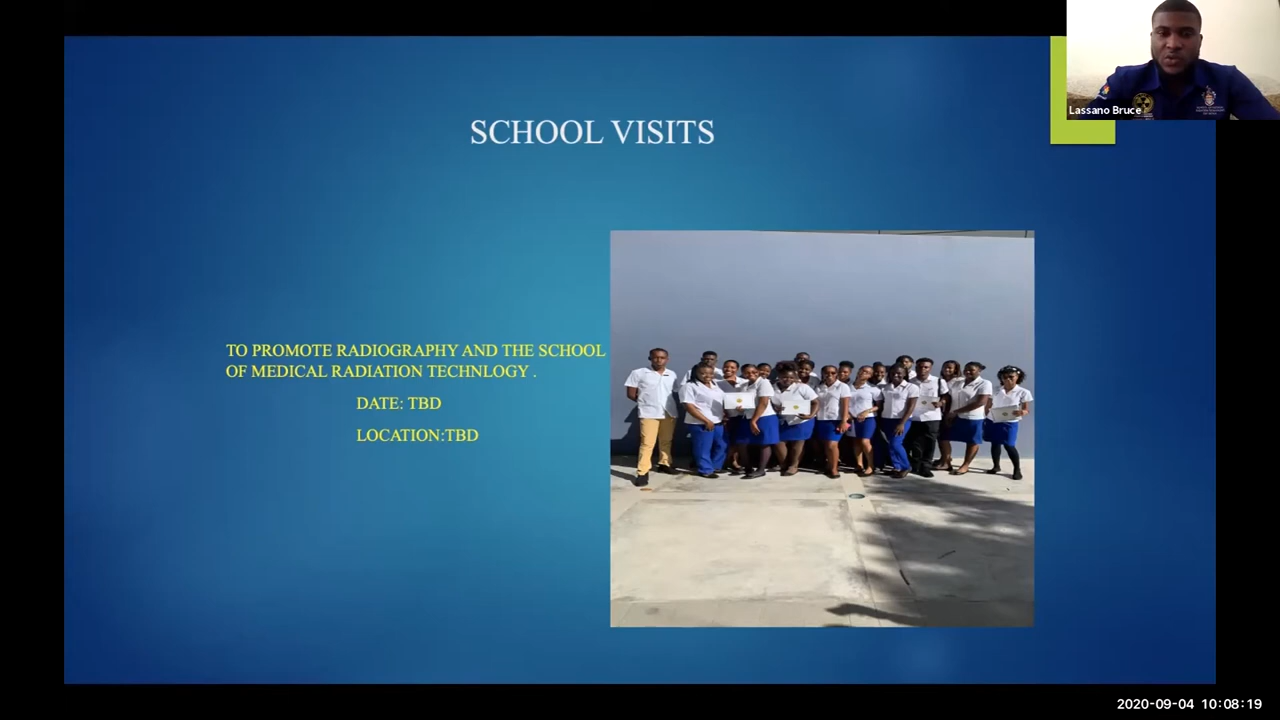 Lassano Bruce
SCHOOL VISITS
TO PROMOTE RADIOGRAPHY AND THE SCHOOL
OF MEDICAL RADIATION TECHNLOGY .
DATE: TBD
LOCATION:TBD
2020-09-04 10:08:19